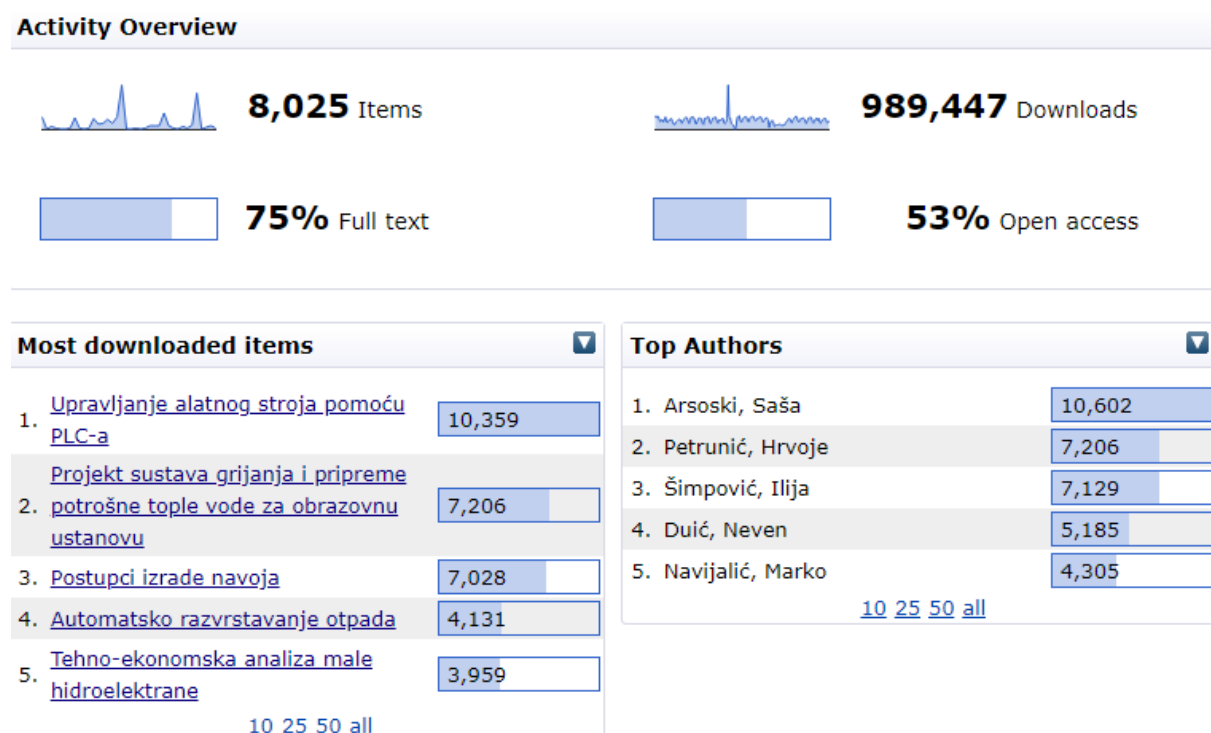 Activity Overview
8,025 Items
989,447 Downloads
75% Full text
53% Open access
Most downloaded items
1. Upravljanje alatnog stroja pomoću
PLC-a
10,359
Projekt sustava grijanja i pripreme
2. potrošne tople vode za obrazovnu
ustanovu
7,206
3. Postupci izrade navoja 7,028
4. Automatsko razvrstavanje otpada 4,131
5. Tehno-ekonomska analiza male
hidroelektrane
3,959
10 25 50 all
Top Authors
1. Arsoski, Saša 10,602
2. Petrunić, Hrvoje 7,206
3. Šimpović, Ilija 7,129
4. Duić, Neven 5,185
5. Navijalić, Marko 4,305
10 25 50 all